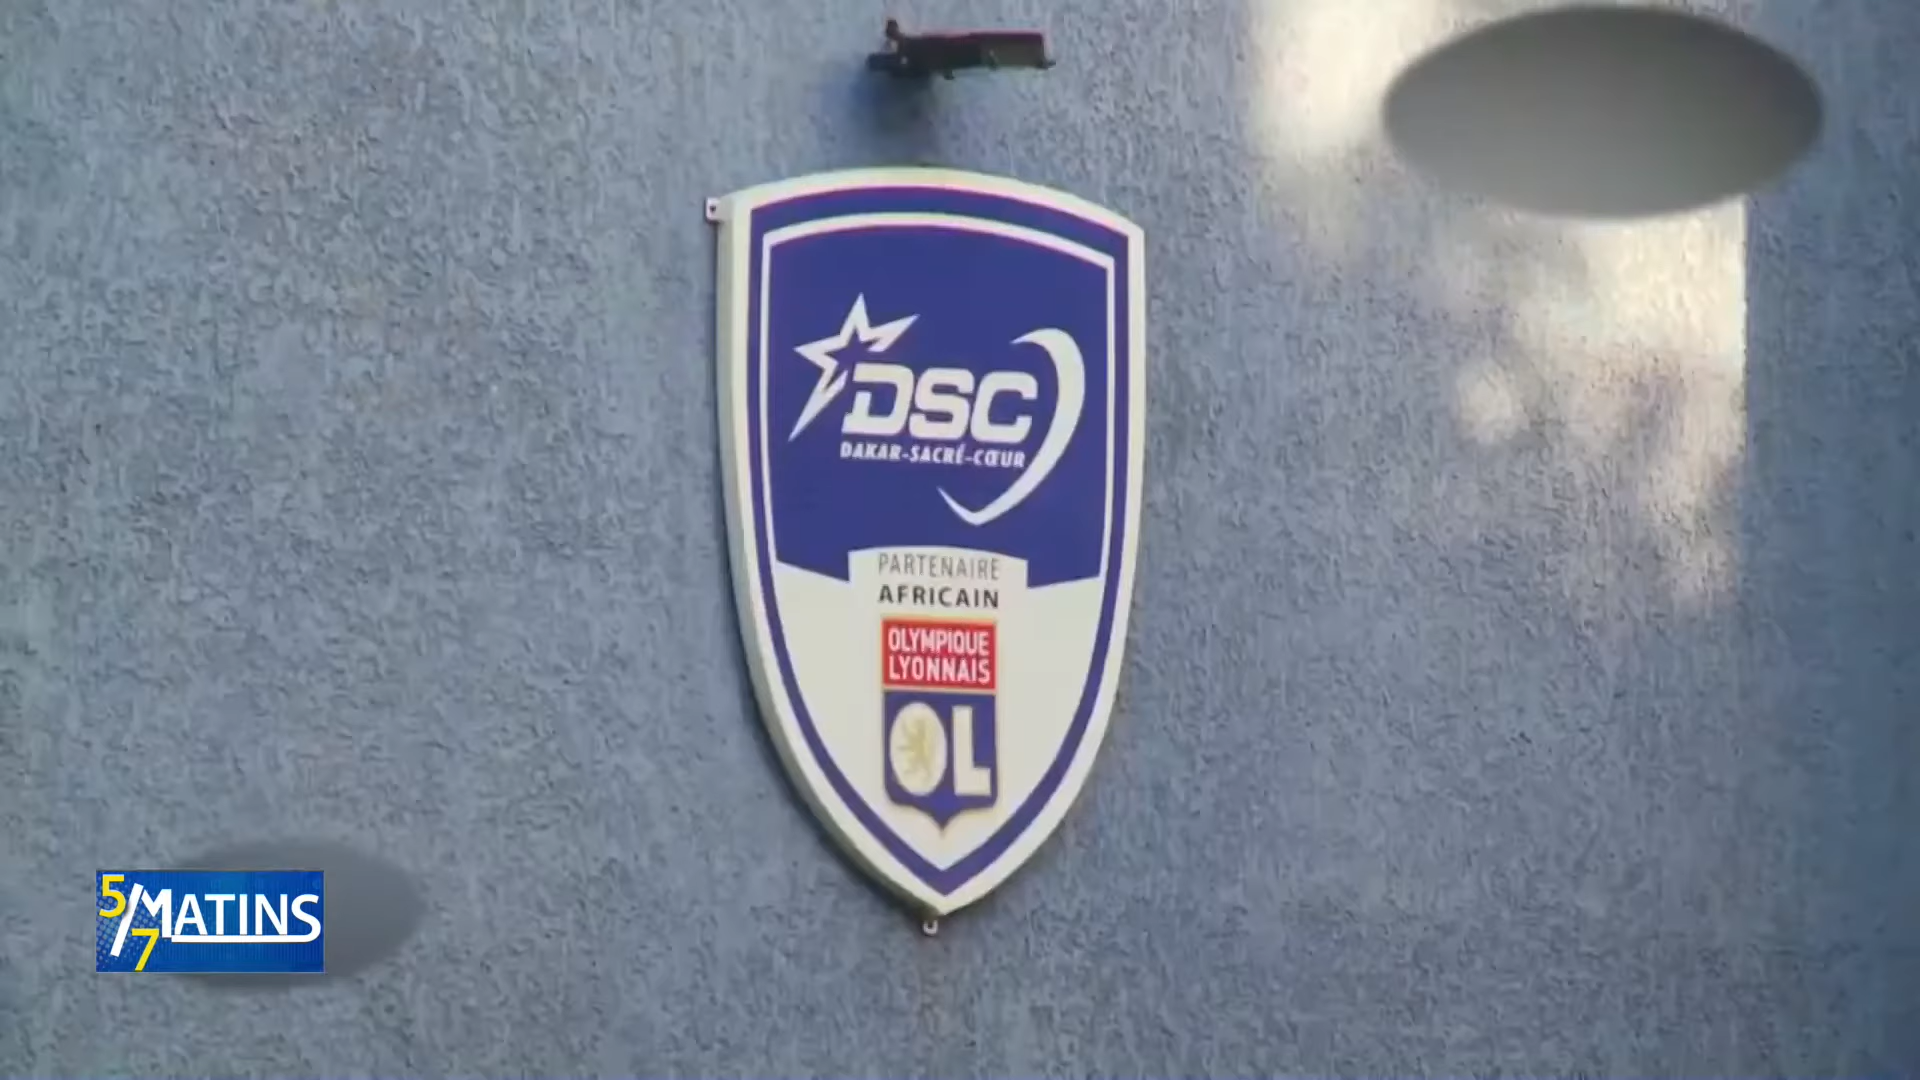 DSC
DAKAR-SACRÉ-CŒUR
PARTENAIRE
AFRICAIN
OLYMPIQUE
LYONNAIS
OL
5/7 MATINS